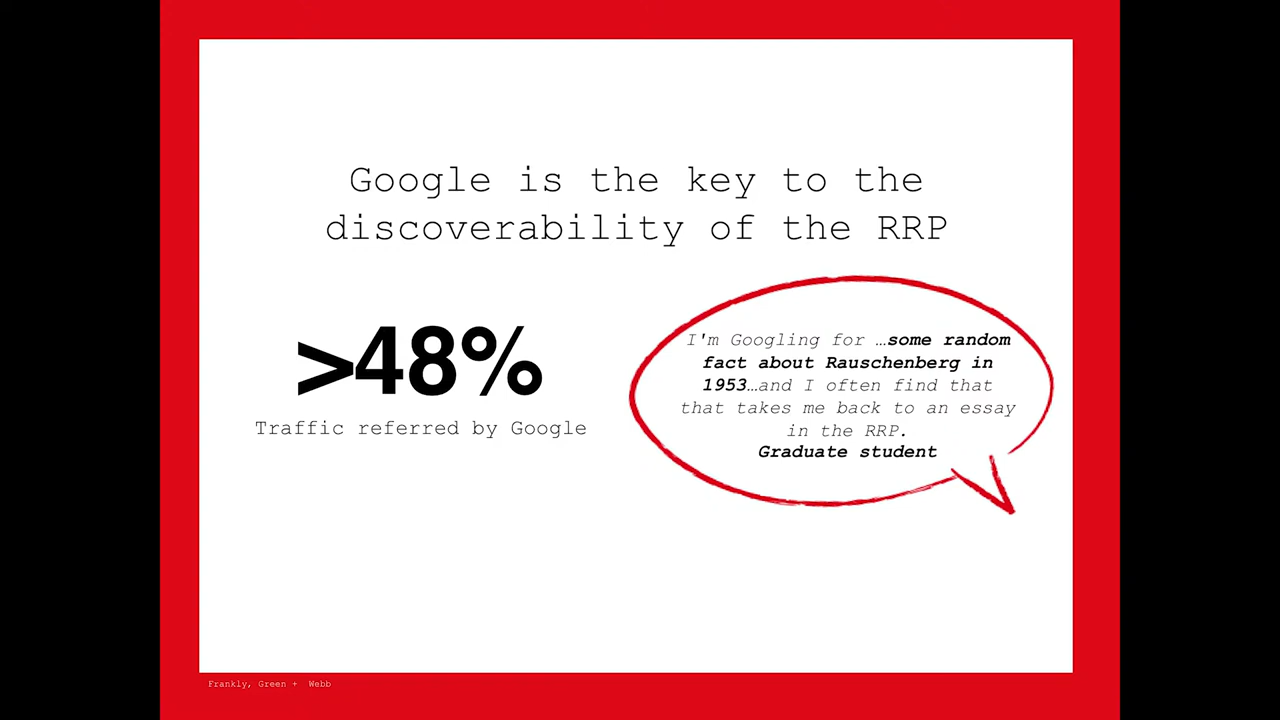 Google is the key to the
discoverability of the RRP
>48%
Traffic referred by Google
I'm Googling for …some random
fact about Rauschenberg in
1953…and I often find that
that takes me back to an essay
in the RRP.
Graduate student
Frankly, Green + Webb